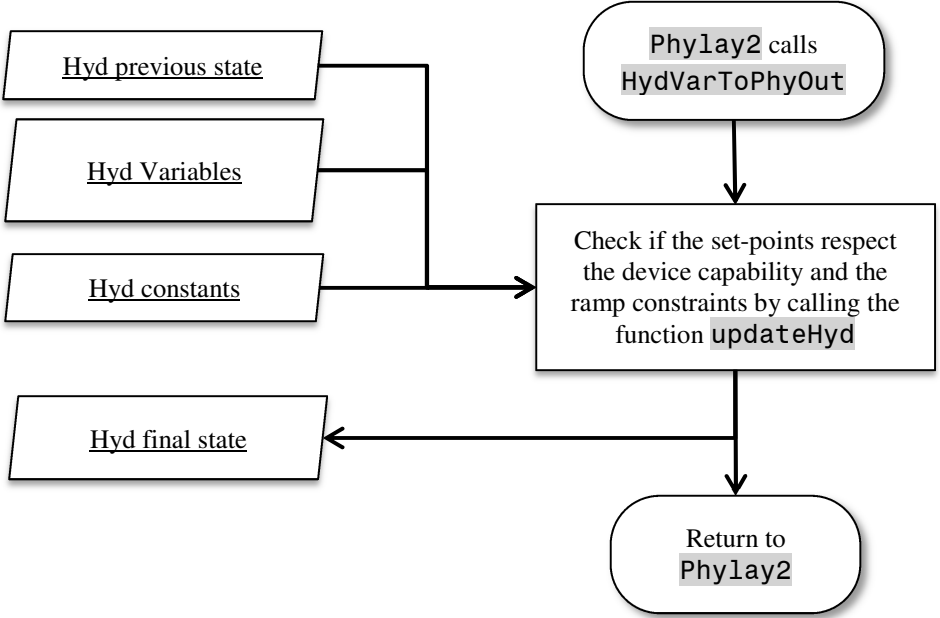 Hyd previous state
Hyd Variables
Hyd constants
Hyd final state
Phylay2 calls
HydVarToPhyOut
Check if the set-points respect
the device capability and the
ramp constraints by calling the
function updateHyd
Return to
Phylay2